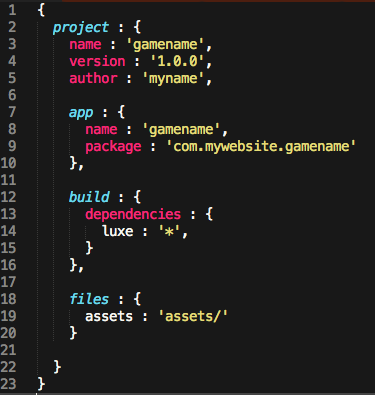 1 {
2   project : {
3     name : 'gamename',
4     version : '1.0.0',
5     author : 'myname',
6
7     app : {
8       name : 'gamename',
9       package : 'com.mywebsite.gamename'
10     },
11
12     build : {
13       dependencies : {
14         luxe : '*',
15       }
16     },
17
18     files : {
19       assets : 'assets/'
20     }
21
22   }
23 }